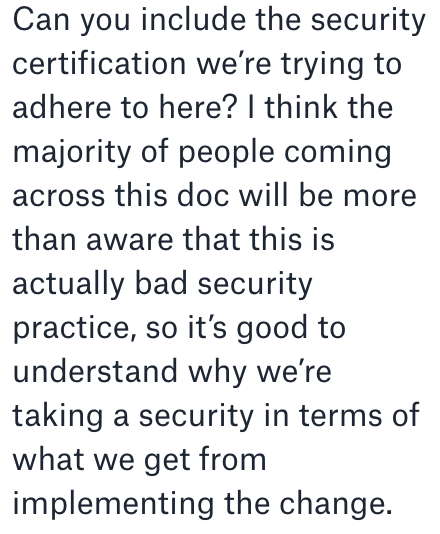 Can you include the security
certification we’re trying to
adhere to here? I think the
majority of people coming
across this doc will be more
than aware that this is
actually bad security
practice, so it’s good to
understand why we’re
taking a security in terms of
what we get from
implementing the change.